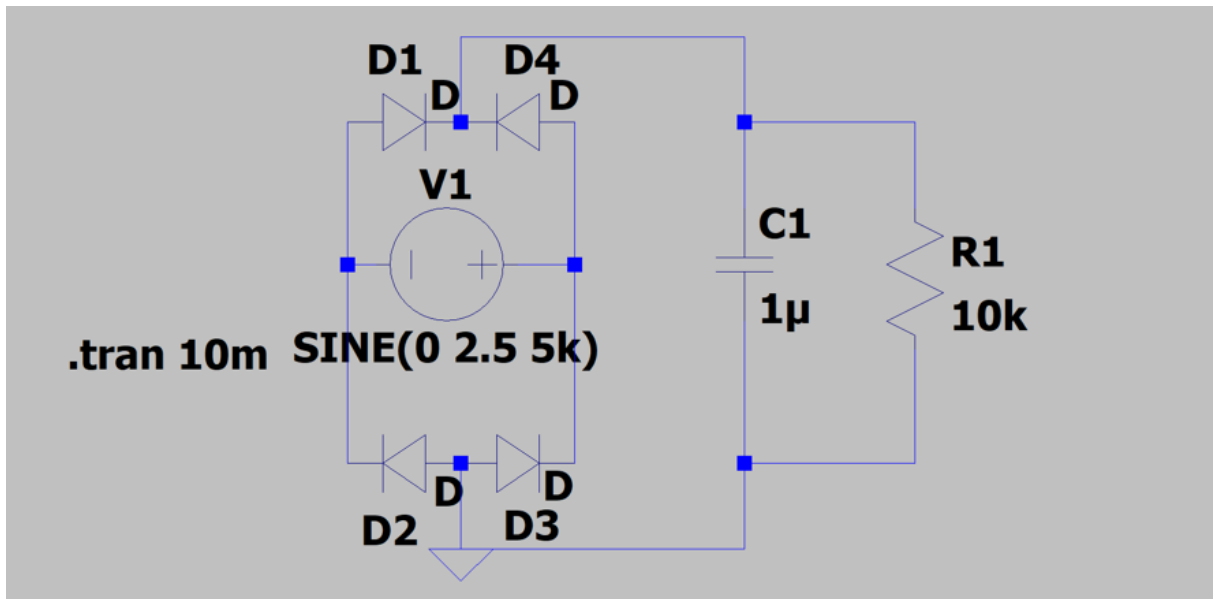 D1
D
D4
D
V1
C1
1µ
R1
10k
.tran 10m
SINE(0 2.5 5k)
D
D2
D
D3